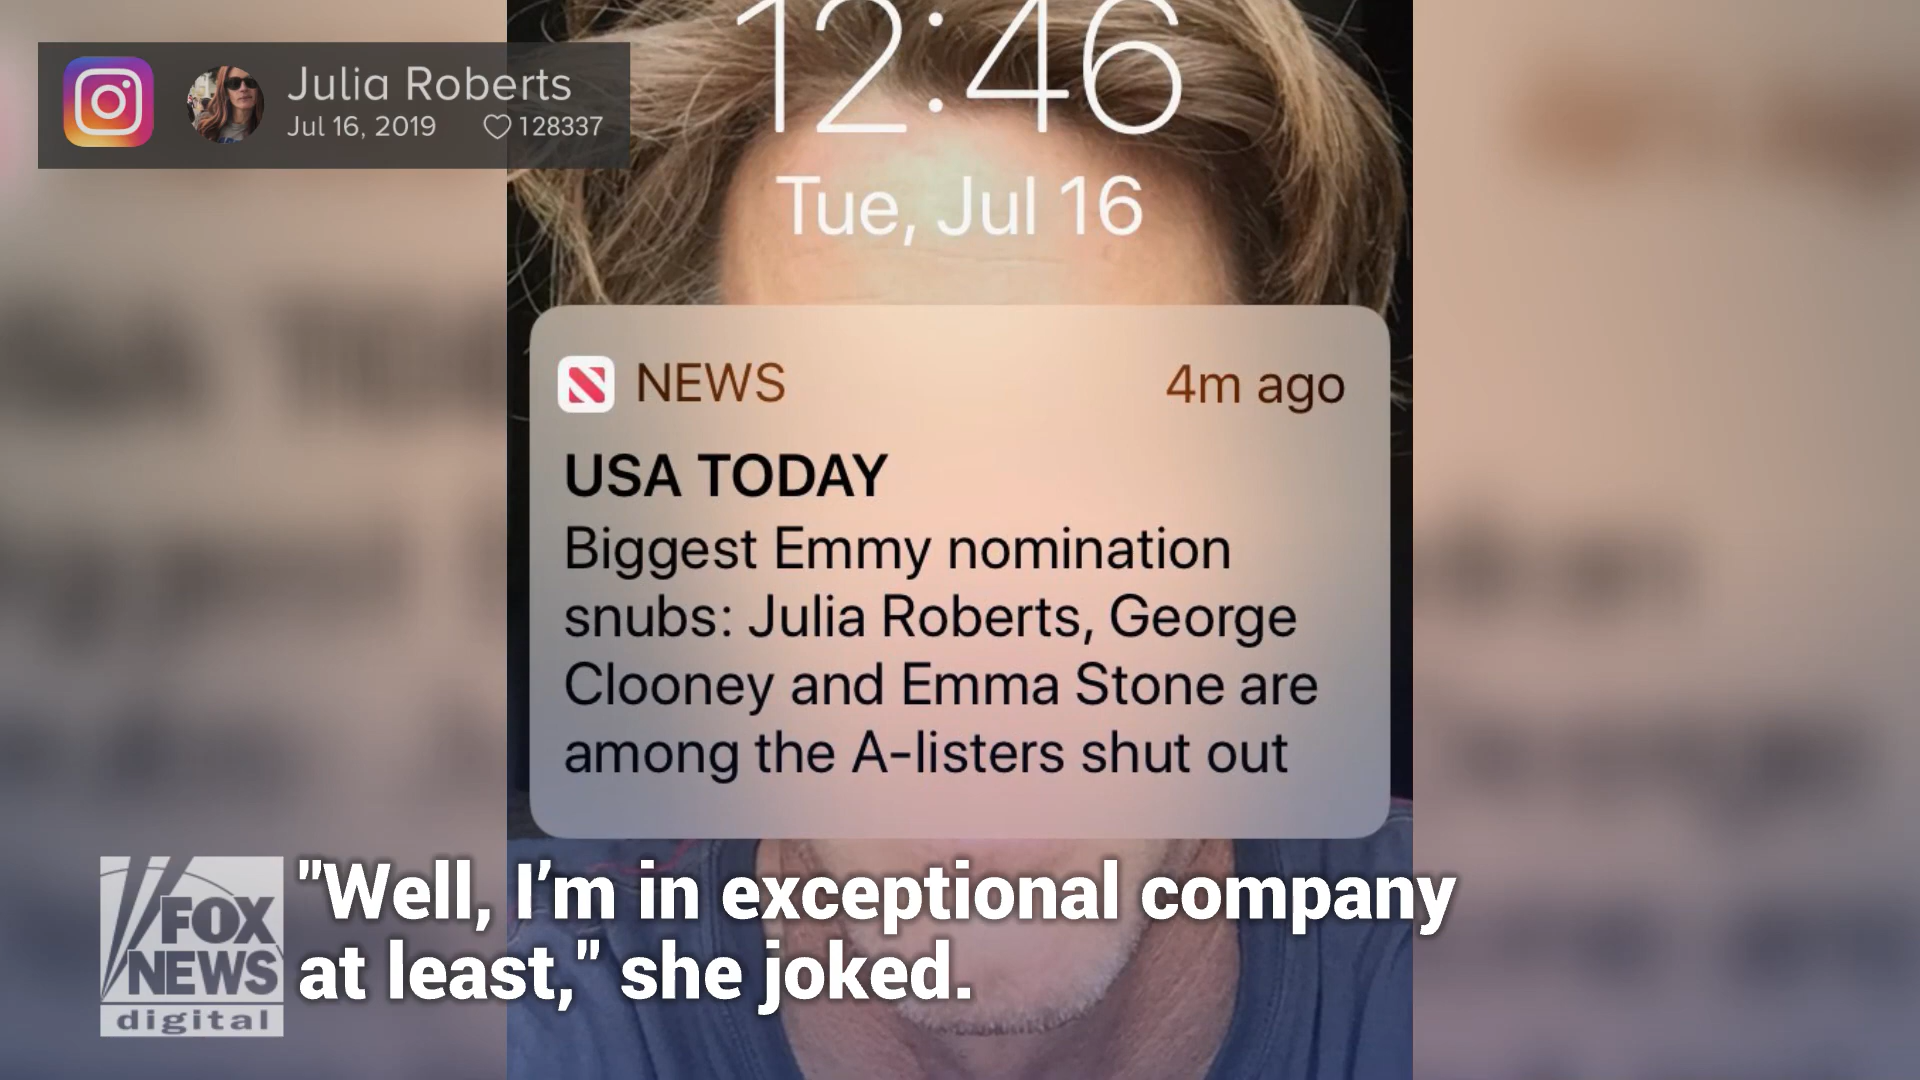 Julia Roberts
Jul 16, 2019 128337
12:46
Tue, Jul 16
NEWS 4m ago
USA TODAY
Biggest Emmy nomination
snubs: Julia Roberts, George
Clooney and Emma Stone are
among the A-listers shut out
"Well, I’m in exceptional company
at least," she joked.
FOX
NEWS
digital